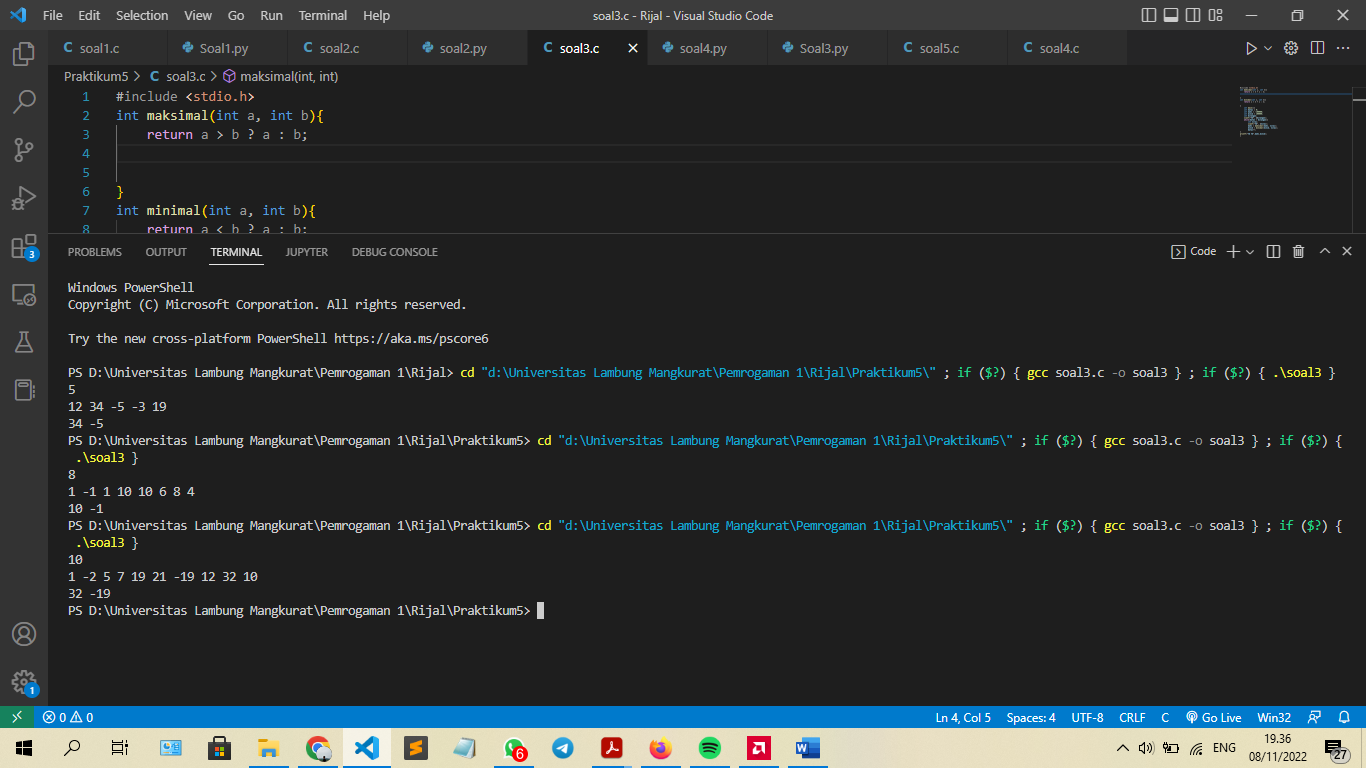 File Edit Selection View Go Run Terminal Help soal3.c - Rijal - Visual Studio Code
C soal1.c Soal1.py C soal2.c soal2.py C soal3.c soal4.py Soal3.py C soal5.c C soal4.c
Praktikum5 > C soal3.c > maksimal(int, int)
1 #include <stdio.h>
2 int maksimal(int a, int b){
3 return a > b ? a : b;
4
5
6 }
7 int minimal(int a, int b){
8 return a < b ? a : b;
PROBLEMS OUTPUT TERMINAL JUPYTER DEBUG CONSOLE Code
Windows PowerShell
Copyright (C) Microsoft Corporation. All rights reserved.
Try the new cross-platform PowerShell https://aka.ms/pscore6
PS D:\Universitas Lambung Mangkurat\Pemrogaman 1\Rijal> cd "d:\Universitas Lambung Mangkurat\Pemrogaman 1\Rijal\Praktikum5\" ; if ($?) { gcc soal3.c -o soal3 } ; if ($?) { .\soal3 }
5
12 34 -5 -3 19
34 -5
PS D:\Universitas Lambung Mangkurat\Pemrogaman 1\Rijal\Praktikum5> cd "d:\Universitas Lambung Mangkurat\Pemrogaman 1\Rijal\Praktikum5\" ; if ($?) { gcc soal3.c -o soal3 } ; if ($?) {
.\soal3 }
8
1 -1 1 10 10 6 8 4
10 -1
PS D:\Universitas Lambung Mangkurat\Pemrogaman 1\Rijal\Praktikum5> cd "d:\Universitas Lambung Mangkurat\Pemrogaman 1\Rijal\Praktikum5\" ; if ($?) { gcc soal3.c -o soal3 } ; if ($?) {
.\soal3 }
10
1 -2 5 7 19 21 -19 12 32 10
32 -19
PS D:\Universitas Lambung Mangkurat\Pemrogaman 1\Rijal\Praktikum5>
3
1
0 0 Ln 4, Col 5 Spaces: 4 UTF-8 CRLF C Go Live Win32
6 ENG 19.36
08/11/2022 27